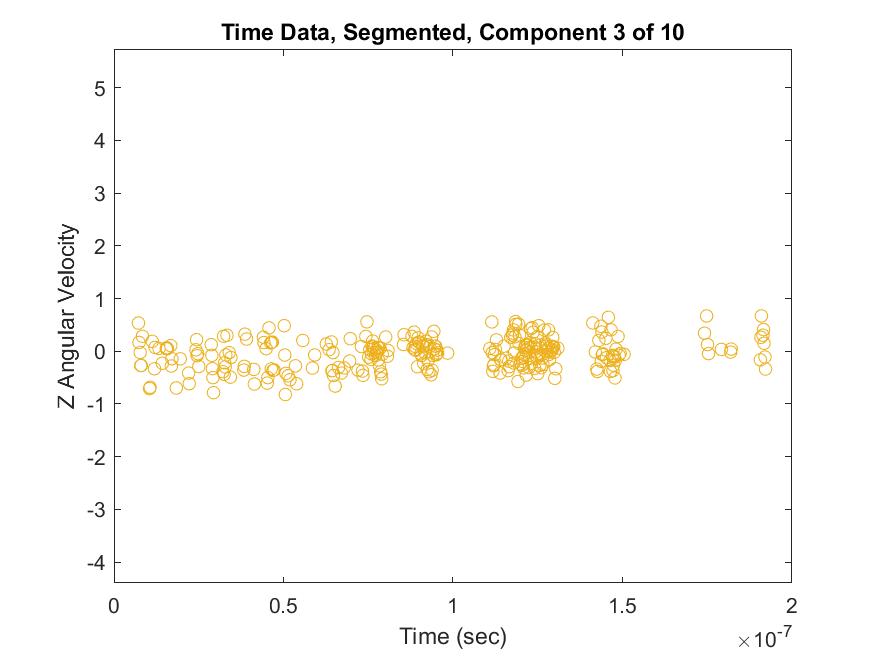 Time Data, Segmented, Component 3 of 10
5
4
3
2
1
0
-1
-2
-3
-4
Z Angular Velocity
0 0.5 1 1.5 2
Time (sec)
×10-7